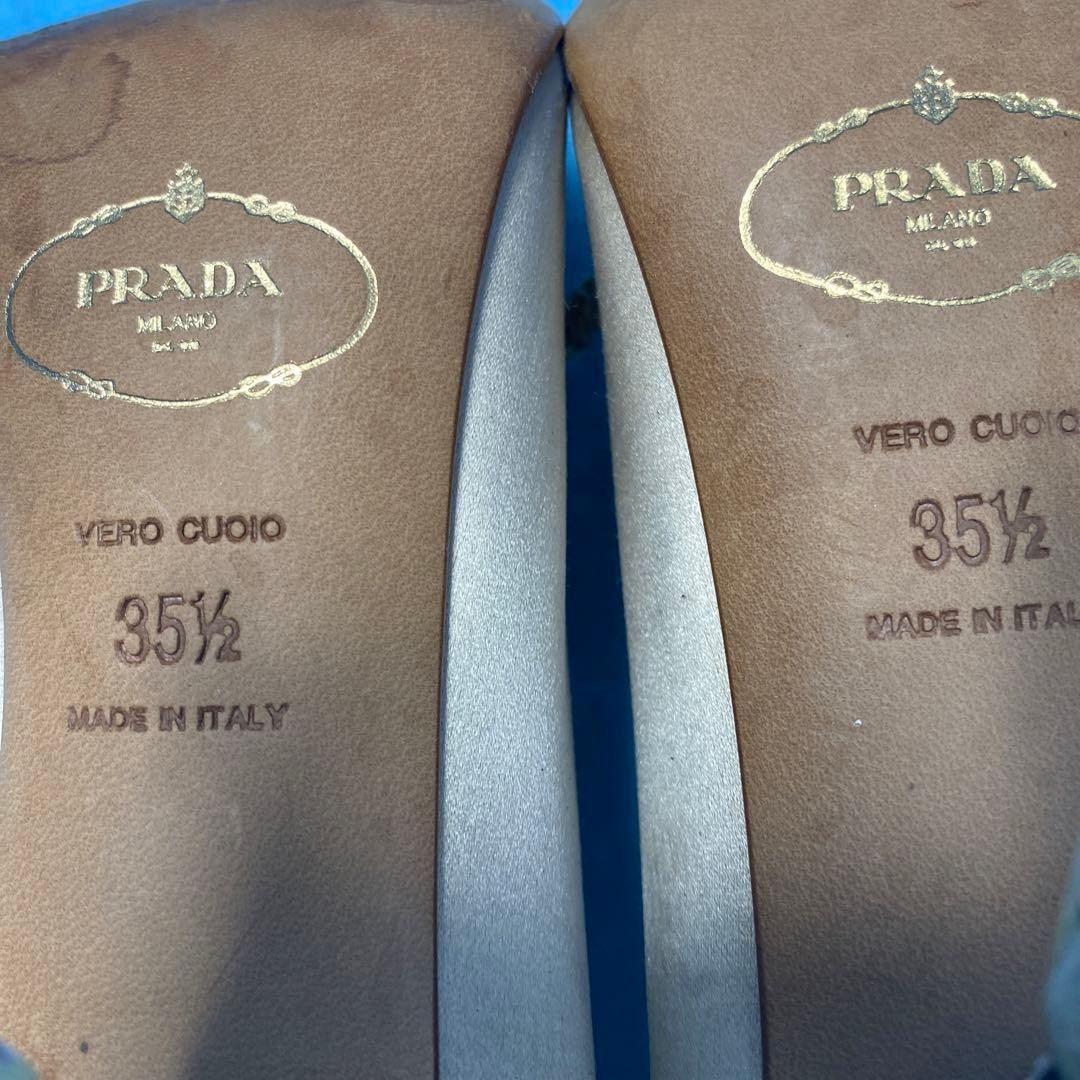 PRADA
MILANO
VERO CUOIO
35½
MADE IN ITALY
PRADA
MILANO
VERO CUOIO
35½
MADE IN ITAL